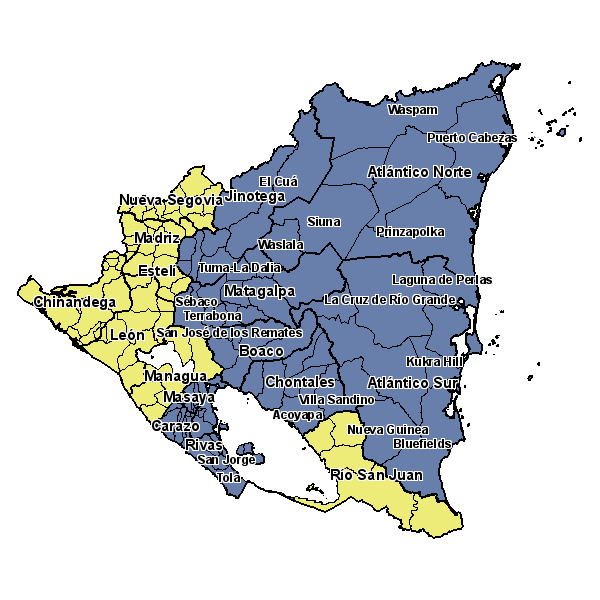 Waspam
Puerto Cabezas
Atlántico Norte
El Cuá
Nueva Segovia
Jinotega
Siuna
Prinzapolka
Madriz
Waslala
Estelí
Tuma-La Dalia
Laguna de Perlas
Matagalpa
La Cruz de Río Grande
Chinandega
Sébaco
Terrabona
León
San José de los Remates
Boaco
Kukra Hill
Managua
Chontales
Atlántico Sur
Masaya
Villa Sandino
Acoyapa
Carazo
Nueva Guinea
Rivas
Bluefields
San Jorge
Río San Juan
Tola